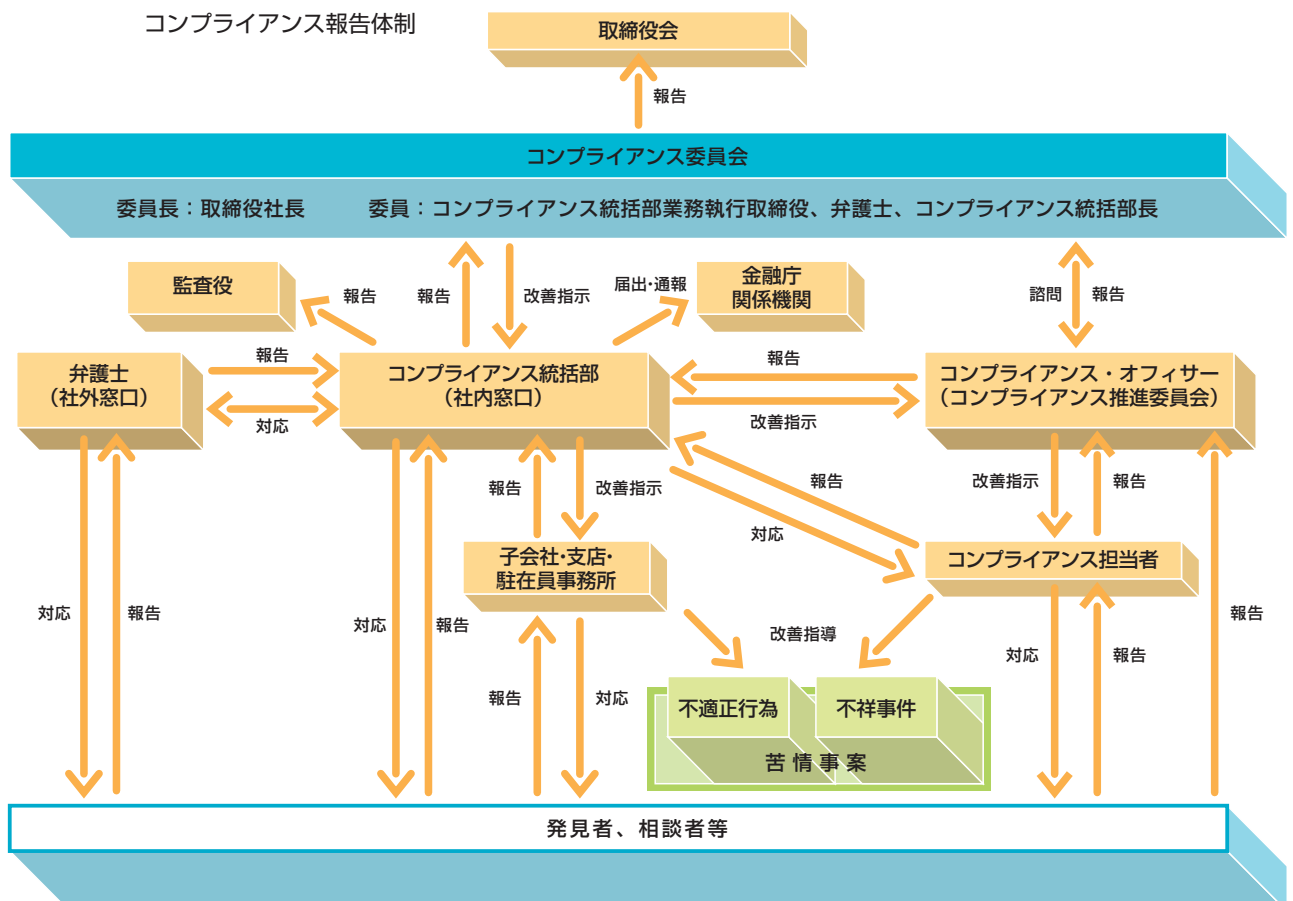 コンプライアンス報告体制
取締役会
報告
コンプライアンス委員会
委員長：取締役社長
委員：コンプライアンス統括部業務執行取締役、弁護士、コンプライアンス統括部長
監査役
報告
報告
改善指示
届出・通報
金融庁
関係機関
諮問
報告
弁護士
（社外窓口）
報告
対応
コンプライアンス統括部
（社内窓口）
報告
改善指示
コンプライアンス・オフィサー
（コンプライアンス推進委員会）
報告
改善指示
報告
対応
改善指示
報告
子会社・支店・
駐在員事務所
コンプライアンス担当者
対応
報告
対応
報告
報告
対応
改善指導
対応
報告
報告
不適正行為
不祥事件
苦情事案
発見者、相談者等